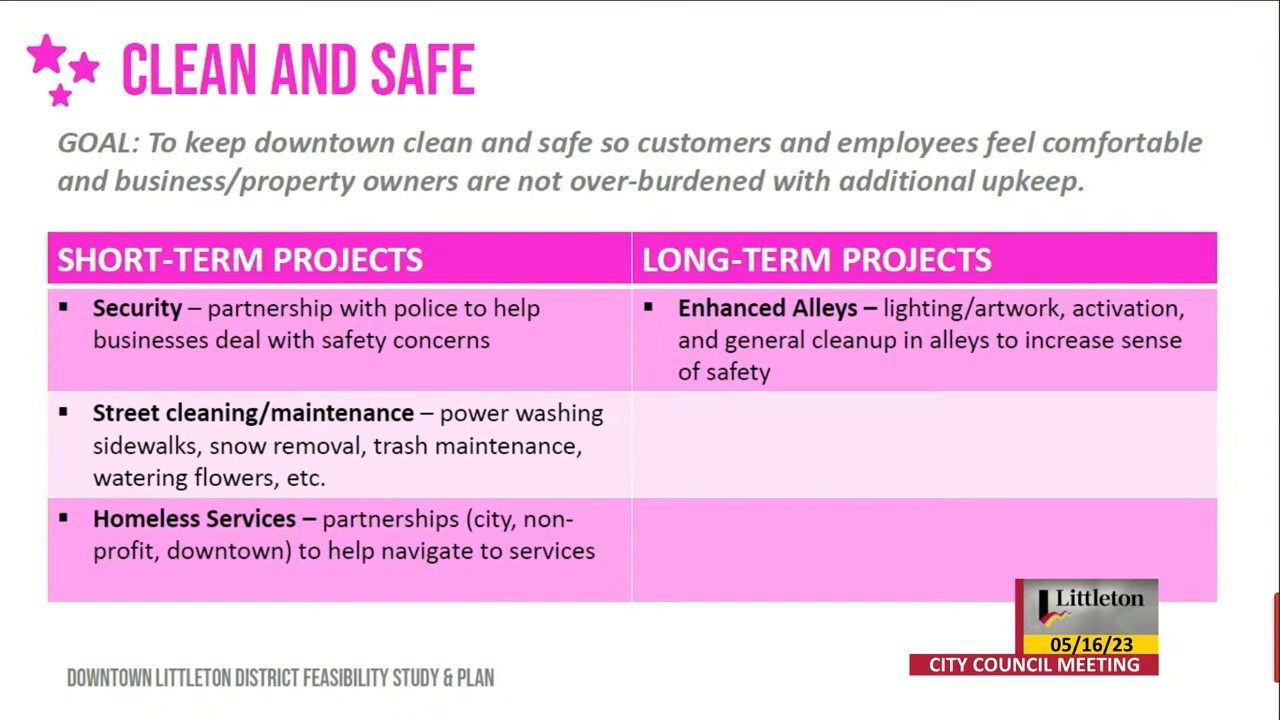 CLEAN AND SAFE
GOAL: To keep downtown clean and safe so customers and employees feel comfortable
and business/property owners are not over-burdened with additional upkeep.
SHORT-TERM PROJECTS
LONG-TERM PROJECTS
▪ Security – partnership with police to help
businesses deal with safety concerns
▪ Enhanced Alleys – lighting/artwork, activation,
and general cleanup in alleys to increase sense
of safety
▪ Street cleaning/maintenance – power washing
sidewalks, snow removal, trash maintenance,
watering flowers, etc.
▪ Homeless Services – partnerships (city, non-
profit, downtown) to help navigate to services
Littleton
05/16/23
CITY COUNCIL MEETING
DOWNTOWN LITTLETON DISTRICT FEASIBILITY STUDY & PLAN